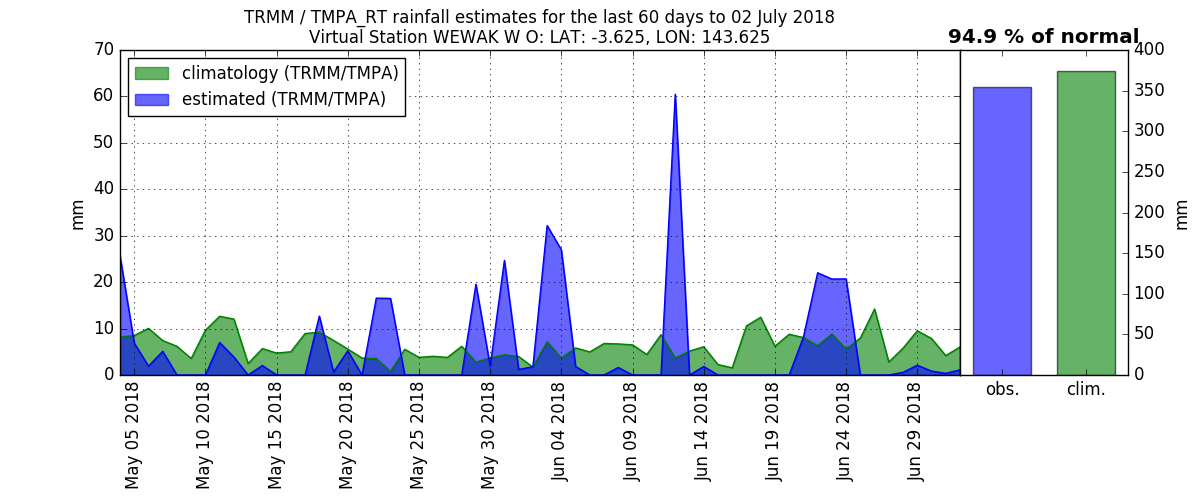 TRMM / TMPA_RT rainfall estimates for the last 60 days to 02 July 2018
Virtual Station WEWAK W O: LAT: -3.625, LON: 143.625
94.9 % of normal
climatology (TRMM/TMPA)
estimated (TRMM/TMPA)
70
60
50
40
30
20
10
0
mm
May 05 2018
May 10 2018
May 15 2018
May 20 2018
May 25 2018
May 30 2018
Jun 04 2018
Jun 09 2018
Jun 14 2018
Jun 19 2018
Jun 24 2018
Jun 29 2018
obs.
clim.
400
350
300
250
200
150
100
50
0
mm